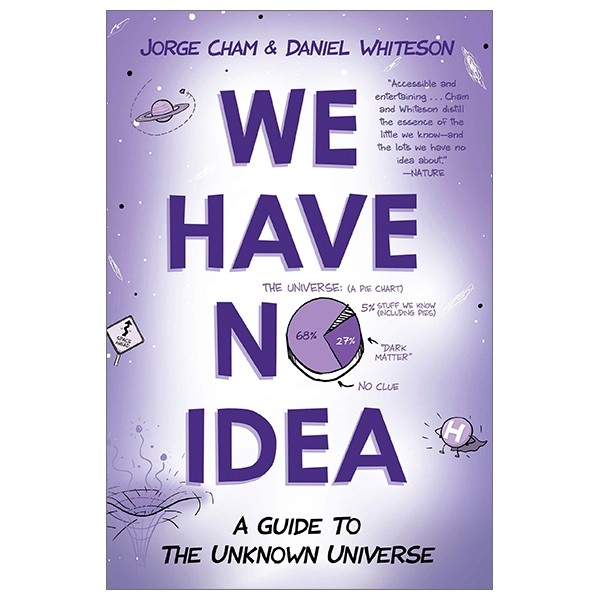 JORGE CHAM & DANIEL WHITESON
"Accessible and
entertaining . . . Cham
and Whiteson distill
the essence of the
little we know—and
the lots we have no
idea about."
—NATURE
WE
HAVE
NO
IDEA
THE UNIVERSE: (A PIE CHART)
5% STUFF WE KNOW
(INCLUDING PIES)
68%
27%
"DARK
MATTER"
NO CLUE
SPACE
AHEAD
H
A GUIDE TO
THE UNKNOWN UNIVERSE